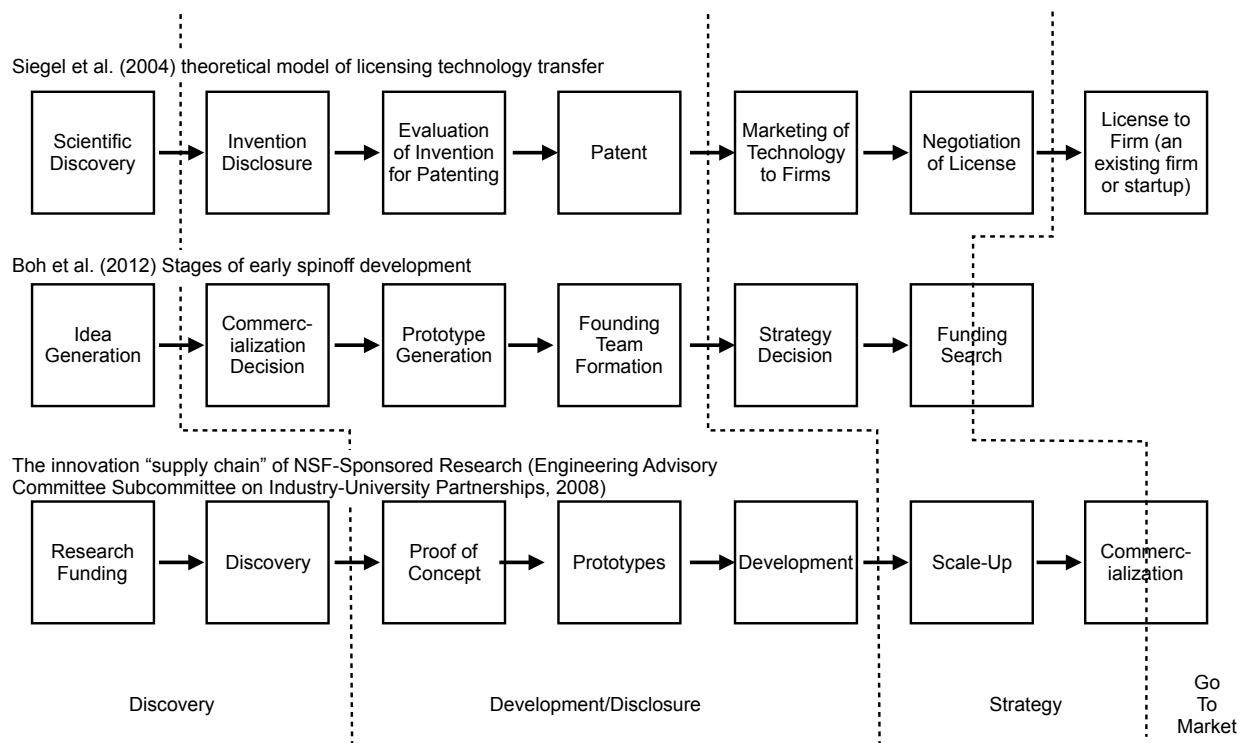 Siegel et al. (2004) theoretical model of licensing technology transfer
Scientific
Discovery
Invention
Disclosure
Evaluation
of Invention
for Patenting
Patent
Marketing of
Technology
to Firms
Negotiation
of License
License to
Firm (an
existing firm
or startup)
Boh et al. (2012) Stages of early spinoff development
Idea
Generation
Commerc-
ialization
Decision
Prototype
Generation
Founding
Team
Formation
Strategy
Decision
Funding
Search
The innovation “supply chain” of NSF-Sponsored Research (Engineering Advisory
Committee Subcommittee on Industry-University Partnerships, 2008)
Research
Funding
Discovery
Proof of
Concept
Prototypes
Development
Scale-Up
Commerc-
ialization
Discovery
Development/Disclosure
Strategy
Go
To
Market